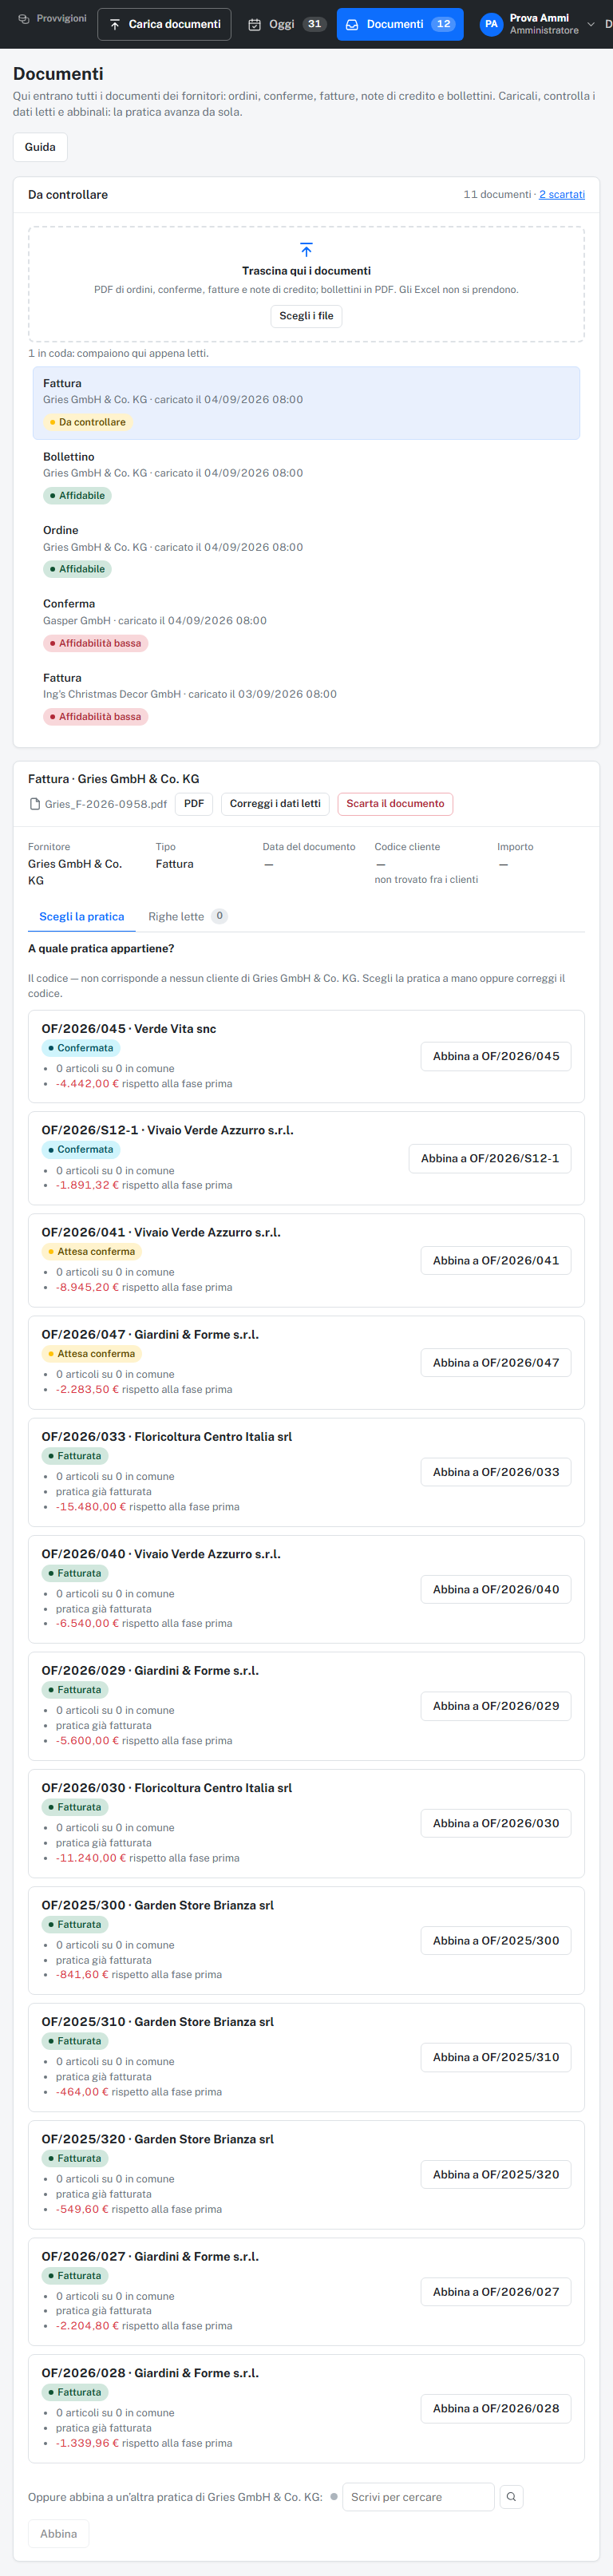 Provvigioni
Carica documenti
Oggi 31
Documenti 12
PA
Prova Ammi
Amministratore
D
Documenti
Qui entrano tutti i documenti dei fornitori: ordini, conferme, fatture, note di credito e bollettini. Caricali, controlla i
dati letti e abbinali: la pratica avanza da sola.
Guida
Da controllare
11 documenti · 2 scartati
Trascina qui i documenti
PDF di ordini, conferme, fatture e note di credito; bollettini in PDF. Gli Excel non si prendono.
Scegli i file
1 in coda: compaiono qui appena letti.
Fattura
Gries GmbH & Co. KG · caricato il 04/09/2026 08:00
Da controllare
Bollettino
Gries GmbH & Co. KG · caricato il 04/09/2026 08:00
Affidabile
Ordine
Gries GmbH & Co. KG · caricato il 04/09/2026 08:00
Affidabile
Conferma
Gasper GmbH · caricato il 04/09/2026 08:00
Affidabilità bassa
Fattura
Ing's Christmas Decor GmbH · caricato il 03/09/2026 08:00
Affidabilità bassa
Fattura · Gries GmbH & Co. KG
Gries_F-2026-0958.pdf
PDF
Correggi i dati letti
Scarta il documento
Fornitore
Gries GmbH & Co.
KG
Tipo
Fattura
Data del documento
—
Codice cliente
—
non trovato fra i clienti
Importo
—
Scegli la pratica
Righe lette 0
A quale pratica appartiene?
Il codice — non corrisponde a nessun cliente di Gries GmbH & Co. KG. Scegli la pratica a mano oppure correggi il
codice.
OF/2026/045 · Verde Vita snc
Confermata
• 0 articoli su 0 in comune
• -4.442,00 € rispetto alla fase prima
Abbina a OF/2026/045
OF/2026/S12-1 · Vivaio Verde Azzurro s.r.l.
Confermata
• 0 articoli su 0 in comune
• -1.891,32 € rispetto alla fase prima
Abbina a OF/2026/S12-1
OF/2026/041 · Vivaio Verde Azzurro s.r.l.
Attesa conferma
• 0 articoli su 0 in comune
• -8.945,20 € rispetto alla fase prima
Abbina a OF/2026/041
OF/2026/047 · Giardini & Forme s.r.l.
Attesa conferma
• 0 articoli su 0 in comune
• -2.283,50 € rispetto alla fase prima
Abbina a OF/2026/047
OF/2026/033 · Floricoltura Centro Italia srl
Fatturata
• 0 articoli su 0 in comune
• pratica già fatturata
• -15.480,00 € rispetto alla fase prima
Abbina a OF/2026/033
OF/2026/040 · Vivaio Verde Azzurro s.r.l.
Fatturata
• 0 articoli su 0 in comune
• pratica già fatturata
• -6.540,00 € rispetto alla fase prima
Abbina a OF/2026/040
OF/2026/029 · Giardini & Forme s.r.l.
Fatturata
• 0 articoli su 0 in comune
• pratica già fatturata
• -5.600,00 € rispetto alla fase prima
Abbina a OF/2026/029
OF/2026/030 · Floricoltura Centro Italia srl
Fatturata
• 0 articoli su 0 in comune
• pratica già fatturata
• -11.240,00 € rispetto alla fase prima
Abbina a OF/2026/030
OF/2025/300 · Garden Store Brianza srl
Fatturata
• 0 articoli su 0 in comune
• pratica già fatturata
• -841,60 € rispetto alla fase prima
Abbina a OF/2025/300
OF/2025/310 · Garden Store Brianza srl
Fatturata
• 0 articoli su 0 in comune
• pratica già fatturata
• -464,00 € rispetto alla fase prima
Abbina a OF/2025/310
OF/2025/320 · Garden Store Brianza srl
Fatturata
• 0 articoli su 0 in comune
• pratica già fatturata
• -549,60 € rispetto alla fase prima
Abbina a OF/2025/320
OF/2026/027 · Giardini & Forme s.r.l.
Fatturata
• 0 articoli su 0 in comune
• pratica già fatturata
• -2.204,80 € rispetto alla fase prima
Abbina a OF/2026/027
OF/2026/028 · Giardini & Forme s.r.l.
Fatturata
• 0 articoli su 0 in comune
• pratica già fatturata
• -1.339,96 € rispetto alla fase prima
Abbina a OF/2026/028
Oppure abbina a un'altra pratica di Gries GmbH & Co. KG:
Scrivi per cercare
Abbina